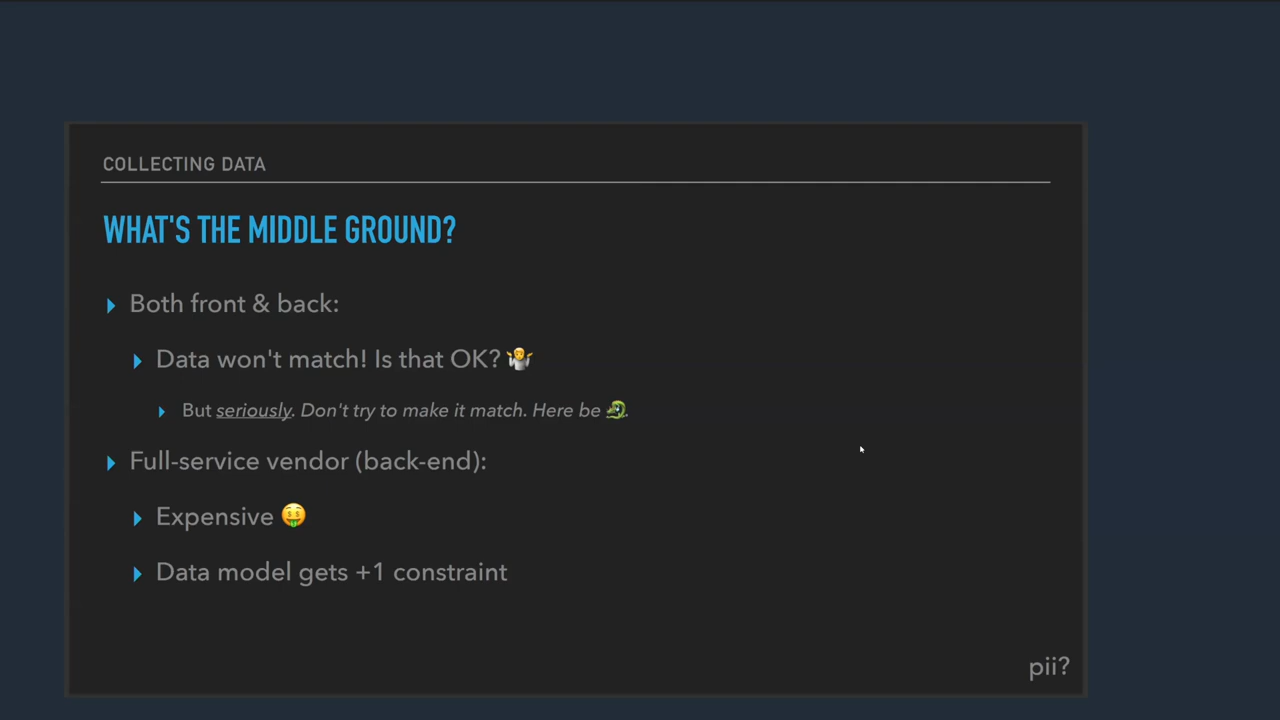 COLLECTING DATA
WHAT'S THE MIDDLE GROUND?
Both front & back:
Data won't match! Is that OK? 🤷
But seriously. Don't try to make it match. Here be 🐲.
Full-service vendor (back-end):
Expensive 🤑
Data model gets +1 constraint
pii?